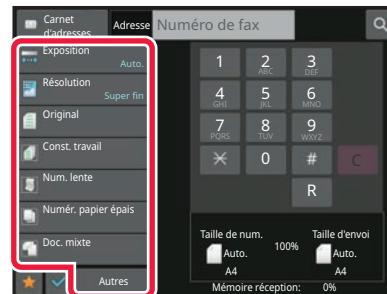 Carnet
d'adresses
Adresse
Numéro de fax
Exposition
Auto.
Résolution
Super fin
Original
Const. travail
Num. lente
Numér. papier épais
Doc. mixte
Autres
1
2
ABC
3
DEF
4
GHI
5
JKL
6
MNO
7
PQRS
8
TUV
9
WXYZ
0
#
C
R
Taille de num.
Taille d'envoi
Auto.
100%
Auto.
A4
A4
Mémoire réception: 0%